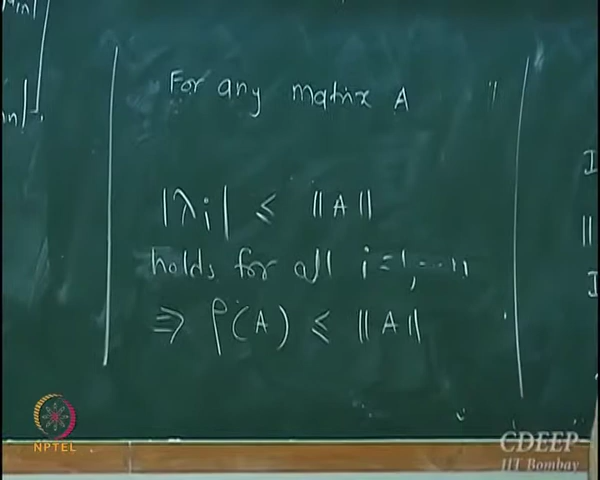 For any matrix A
|λi| ≤ ||A||
holds for all i = 1, ... n
⇒ ρ(A) ≤ ||A||
NPTEL
CDEEP
IIT Bombay